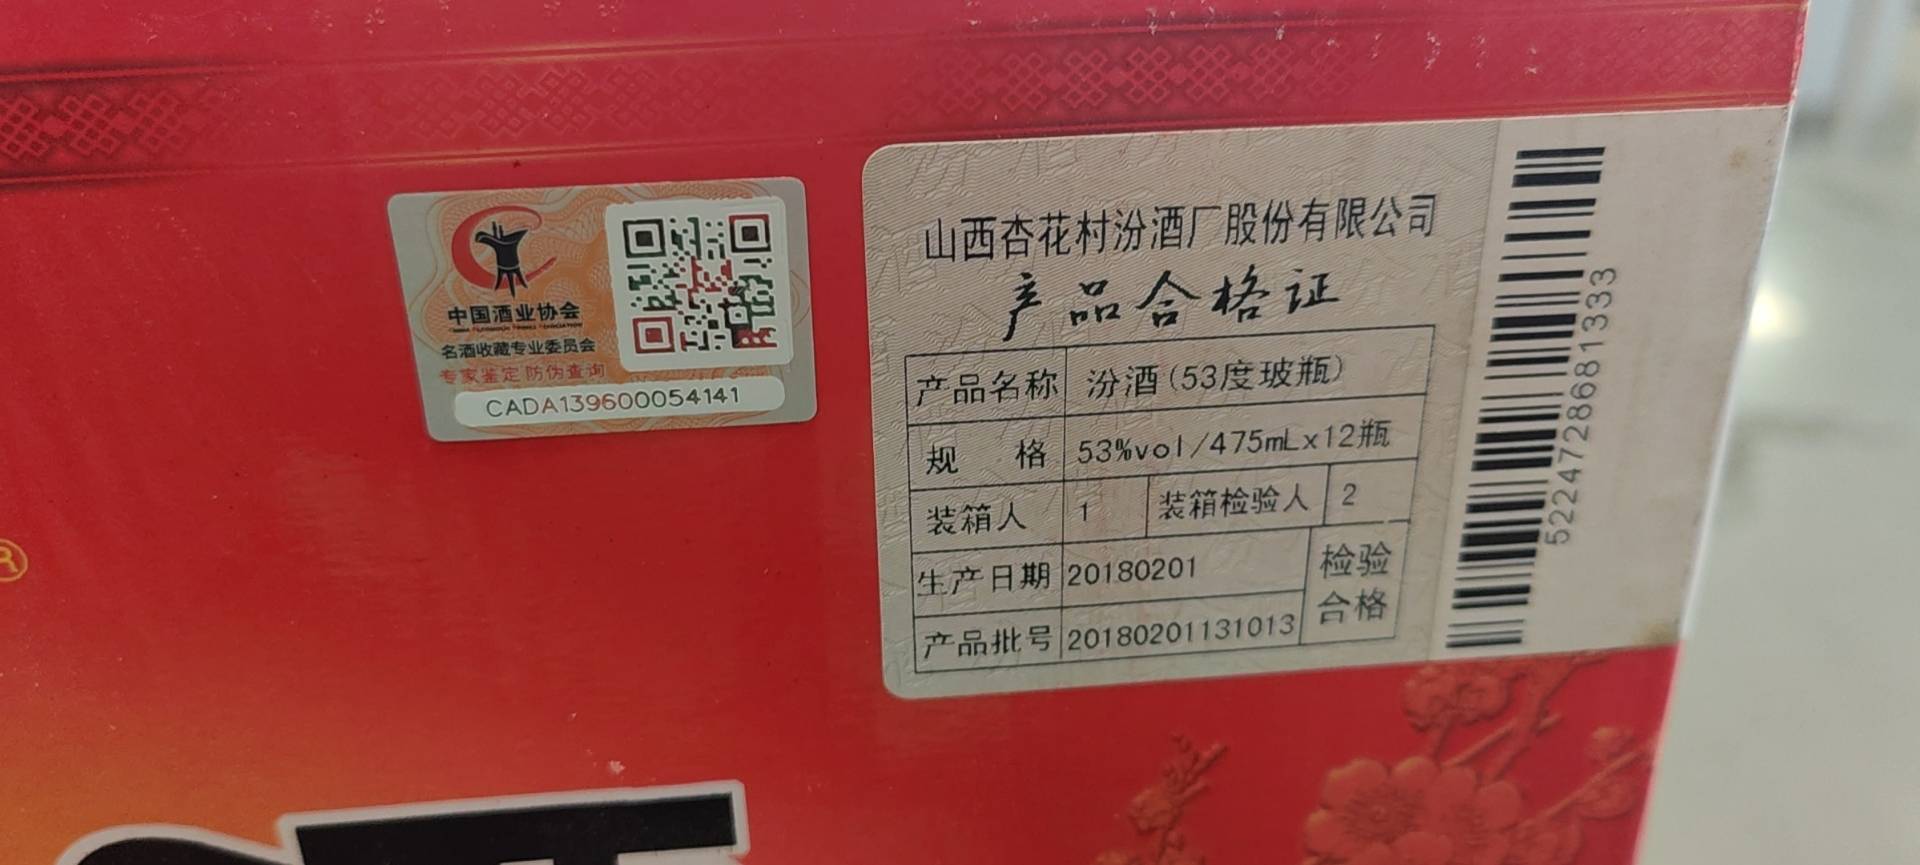 中国酒业协会
名酒收藏专业委员会
专家鉴定 防伪查询
CADA139600054141
山西杏花村汾酒厂股份有限公司
产品合格证
产品名称 汾酒(53度玻瓶)
规格 53%vol/475mLx12瓶
装箱人 1 装箱检验人 2
生产日期 20180201 检验
产品批号 20180201131013 合格
522472868​1333
®